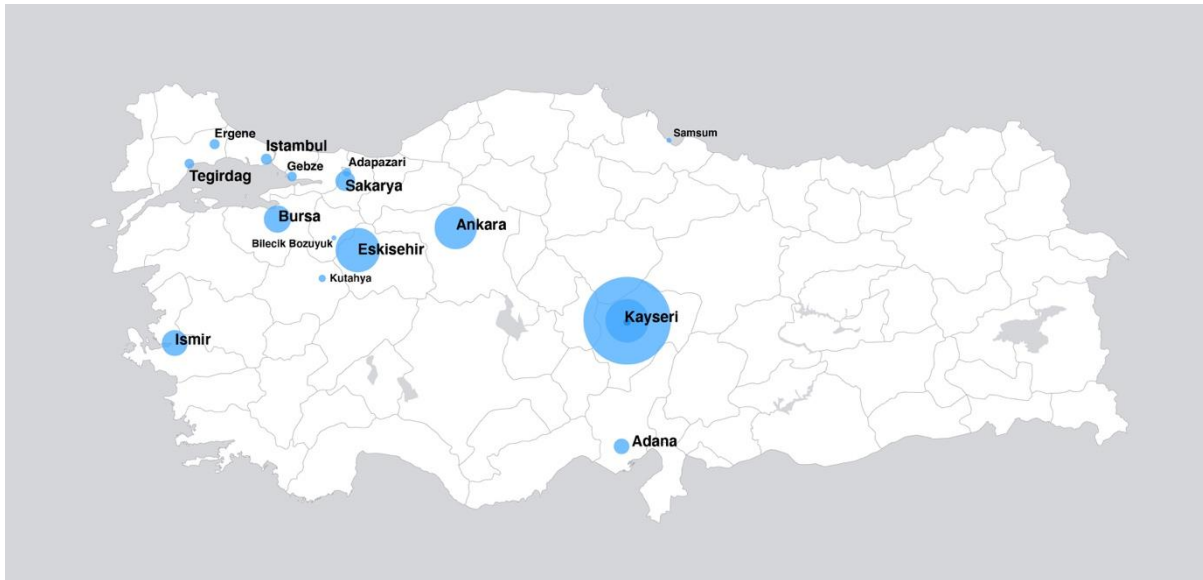 Ergene
Samsum
Istambul
Adapazari
Gebze
Tegirdag
Sakarya
Bursa
Ankara
Bilecik Bozuyuk
Eskisehir
Kutahya
Kayseri
Ismir
Adana